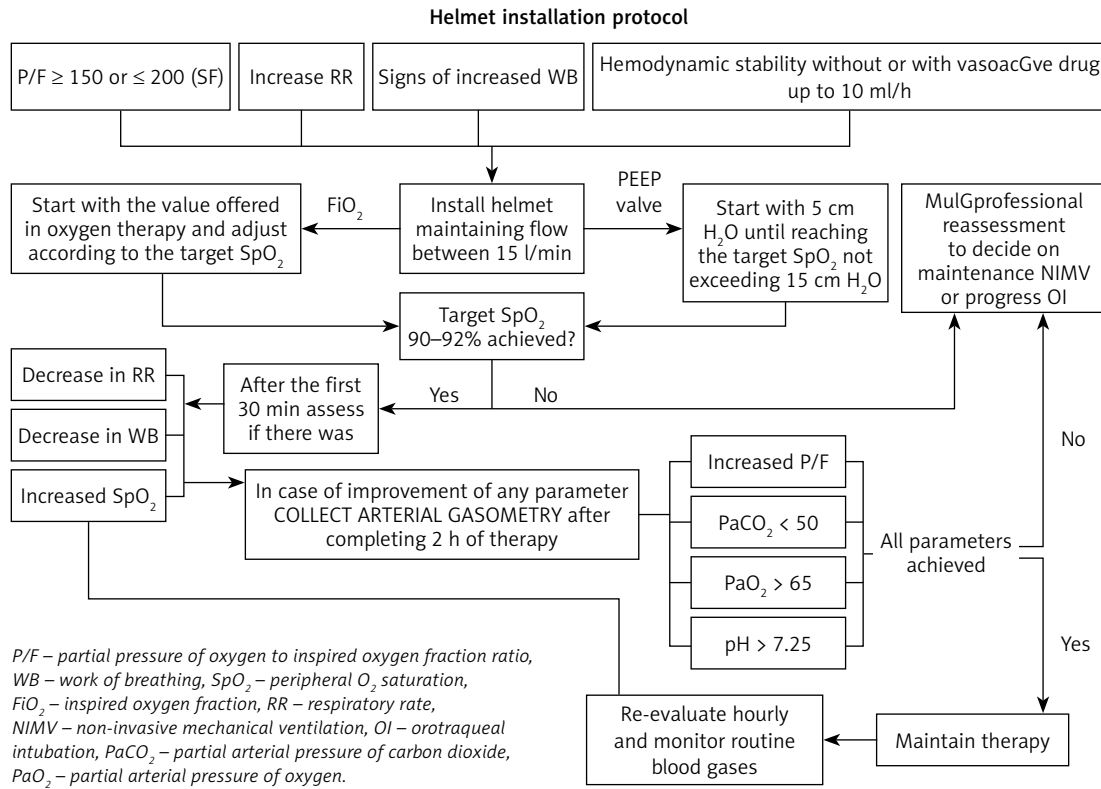 Helmet installation protocol
P/F ≥ 150 or ≤ 200 (SF)
Increase RR
Signs of increased WB
Hemodynamic stability without or with vasoacGve drug
up to 10 ml/h
Start with the value offered
in oxygen therapy and adjust
according to the target SpO₂
FiO₂
Install helmet
maintaining flow
between 15 l/min
PEEP
valve
Start with 5 cm
H₂O until reaching
the target SpO₂ not
exceeding 15 cm H₂O
MulGprofessional
reassessment
to decide on
maintenance NIMV
or progress OI
Target SpO₂
90–92% achieved?
Decrease in RR
Decrease in WB
Increased SpO₂
After the first
30 min assess
if there was
Yes
No
In case of improvement of any parameter
COLLECT ARTERIAL GASOMETRY after
completing 2 h of therapy
Increased P/F
PaCO₂ < 50
PaO₂ > 65
pH > 7.25
All parameters
achieved
No
Yes
Maintain therapy
Re-evaluate hourly
and monitor routine
blood gases
P/F – partial pressure of oxygen to inspired oxygen fraction ratio,
WB – work of breathing, SpO₂ – peripheral O₂ saturation,
FiO₂ – inspired oxygen fraction, RR – respiratory rate,
NIMV – non-invasive mechanical ventilation, OI – orotraqueal
intubation, PaCO₂ – partial arterial pressure of carbon dioxide,
PaO₂ – partial arterial pressure of oxygen.